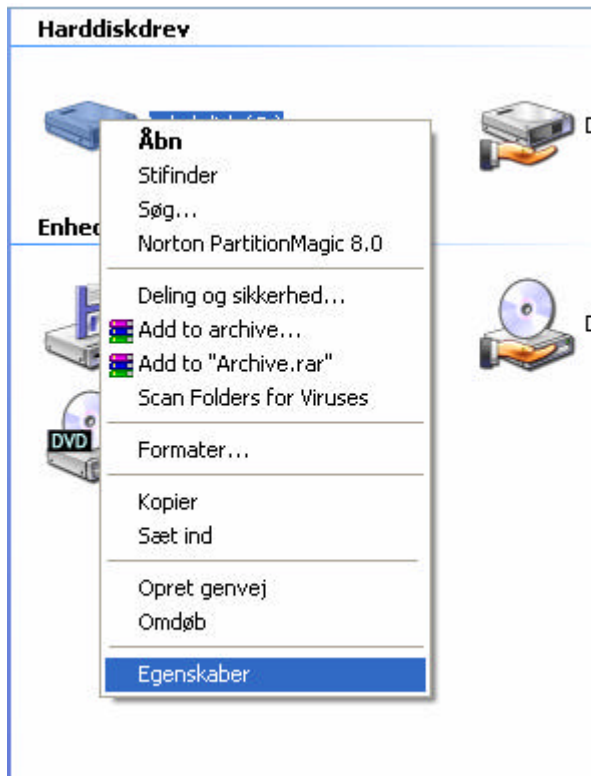 Harddiskdrev
D
Åbn
Stifinder
Søg...
Norton PartitionMagic 8.0
Enhed
Deling og sikkerhed...
Add to archive...
D
Add to "Archive.rar"
Scan Folders for Viruses
DVD
Formater...
Kopier
Sæt ind
Opret genvej
Omdøb
Egenskaber